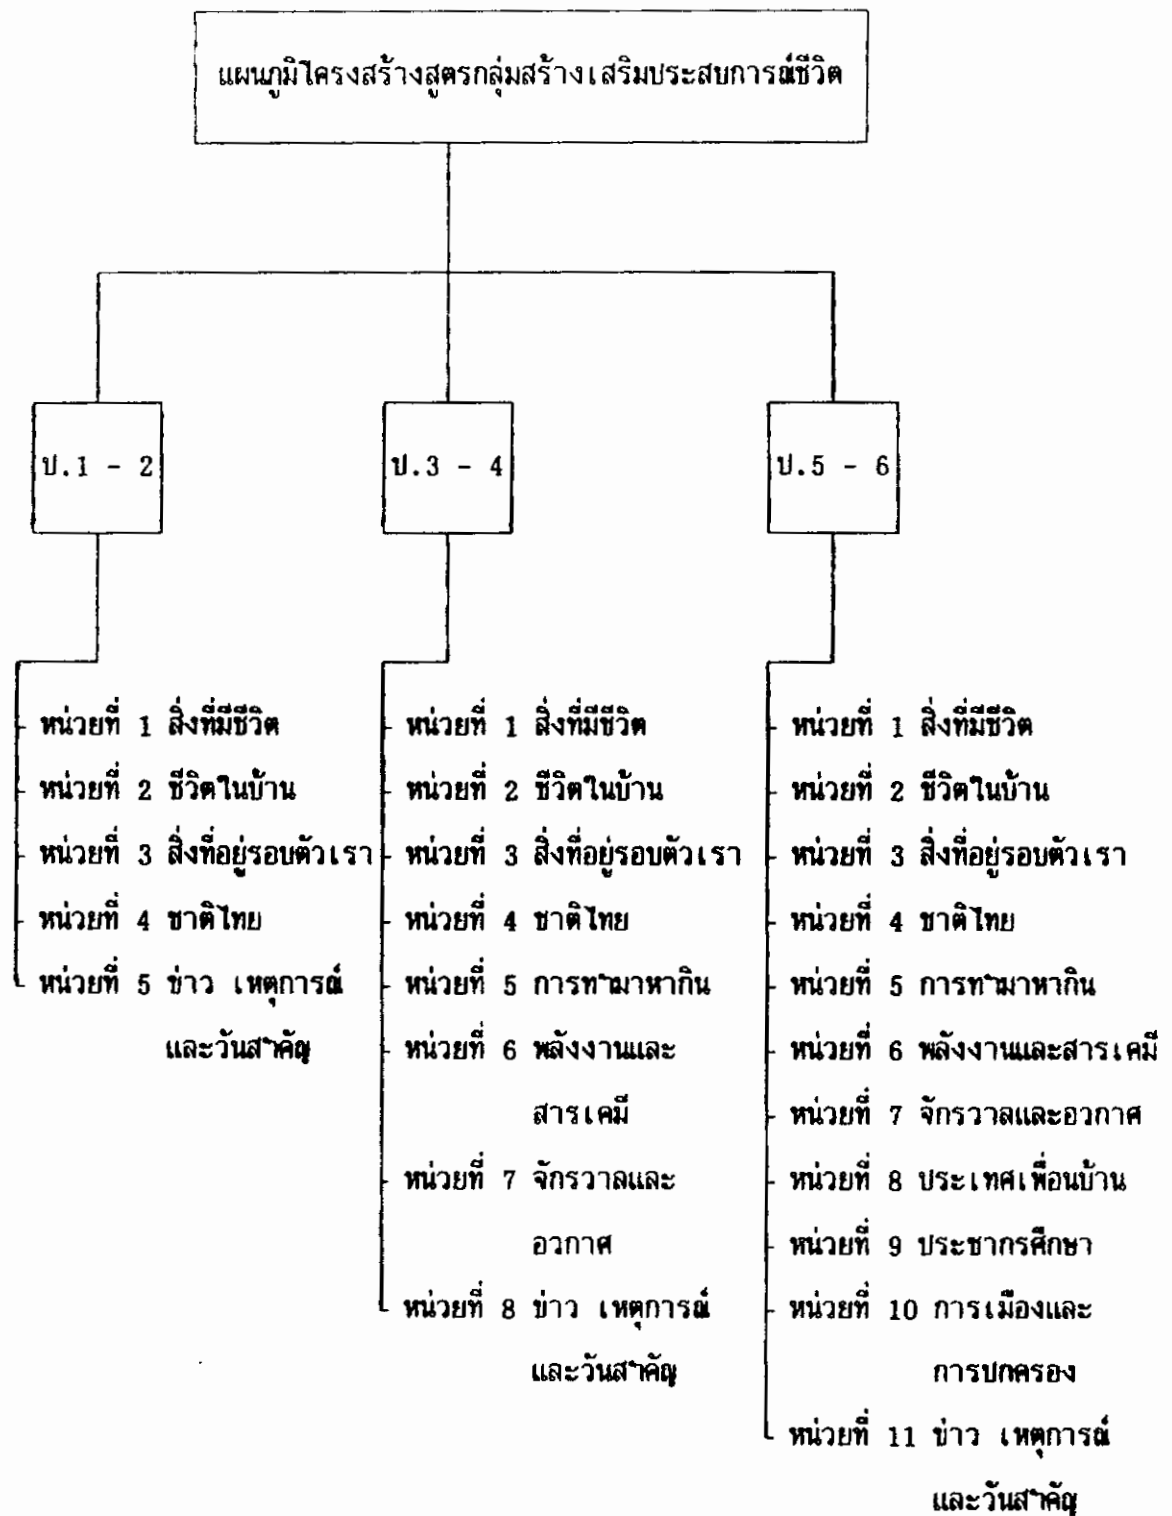 แผนภูมิโครงสร้างสูตรกลุ่มสร้างเสริมประสบการณ์ชีวิต
ป.1 - 2
หน่วยที่ 1 สิ่งที่มีชีวิต
หน่วยที่ 2 ชีวิตในบ้าน
หน่วยที่ 3 สิ่งที่อยู่รอบตัวเรา
หน่วยที่ 4 ชาติไทย
หน่วยที่ 5 ข่าว เหตุการณ์
และวันสำคัญ
ป.3 - 4
หน่วยที่ 1 สิ่งที่มีชีวิต
หน่วยที่ 2 ชีวิตในบ้าน
หน่วยที่ 3 สิ่งที่อยู่รอบตัวเรา
หน่วยที่ 4 ชาติไทย
หน่วยที่ 5 การทำมาหากิน
หน่วยที่ 6 พลังงานและ
สารเคมี
หน่วยที่ 7 จักรวาลและ
อวกาศ
หน่วยที่ 8 ข่าว เหตุการณ์
และวันสำคัญ
ป.5 - 6
หน่วยที่ 1 สิ่งที่มีชีวิต
หน่วยที่ 2 ชีวิตในบ้าน
หน่วยที่ 3 สิ่งที่อยู่รอบตัวเรา
หน่วยที่ 4 ชาติไทย
หน่วยที่ 5 การทำมาหากิน
หน่วยที่ 6 พลังงานและสารเคมี
หน่วยที่ 7 จักรวาลและอวกาศ
หน่วยที่ 8 ประเทศเพื่อนบ้าน
หน่วยที่ 9 ประชากรศึกษา
หน่วยที่ 10 การเมืองและ
การปกครอง
หน่วยที่ 11 ข่าว เหตุการณ์
และวันสำคัญ